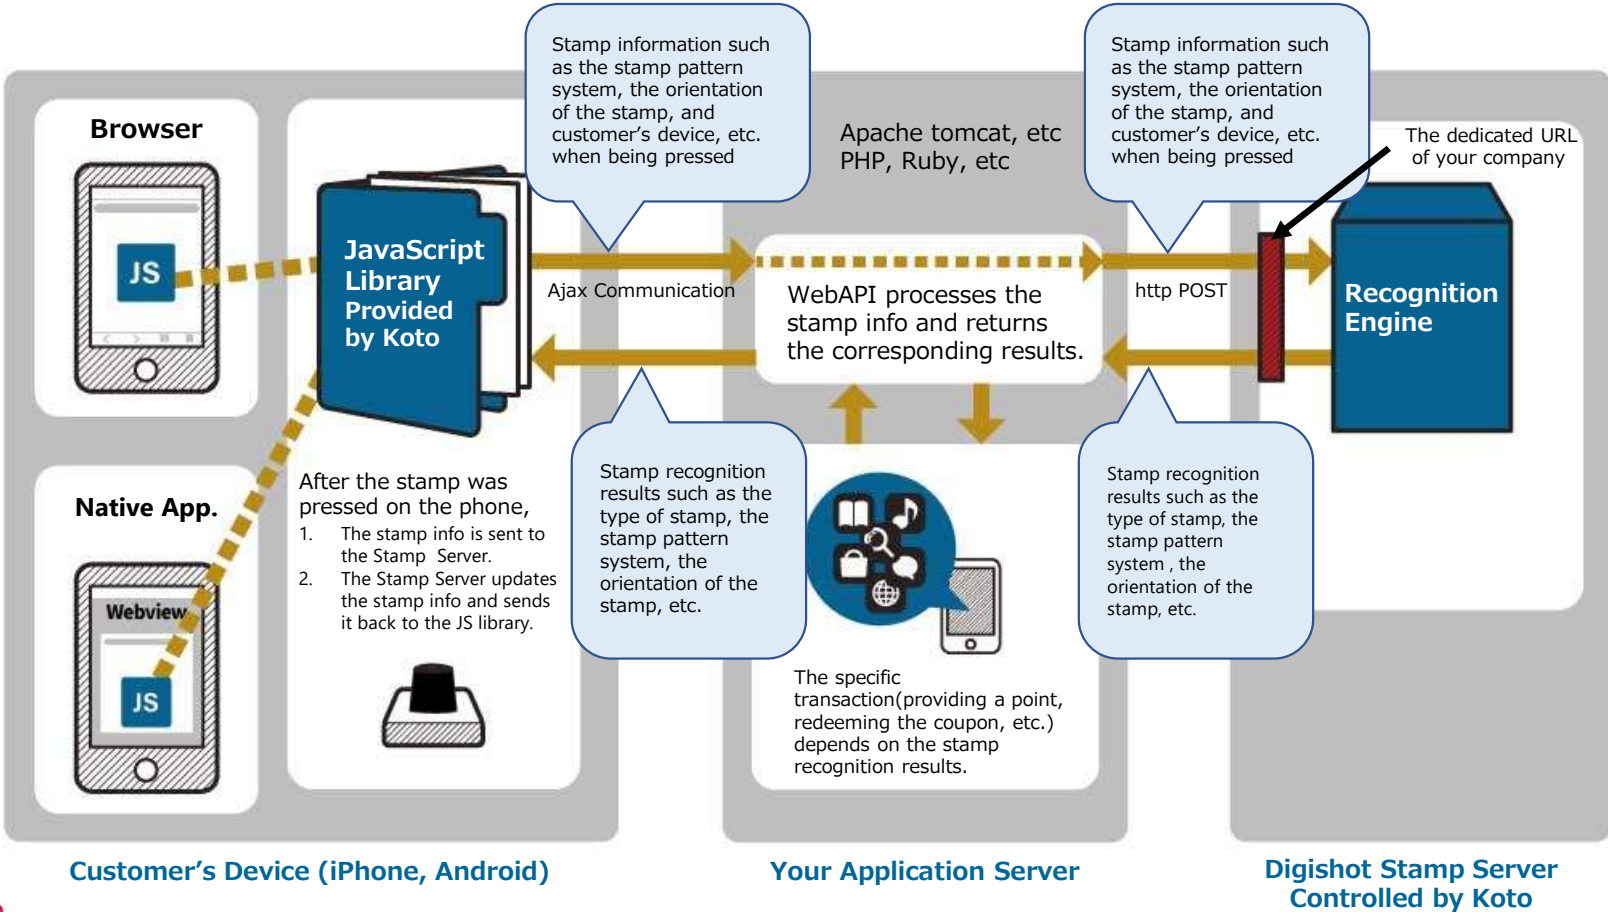 Stamp information such
as the stamp pattern
system, the orientation
of the stamp, and
customer's device, etc.
when being pressed
Stamp information such
as the stamp pattern
system, the orientation
of the stamp, and
customer's device, etc.
when being pressed
Browser
JS
JavaScript
Library
Provided
by Koto
Apache tomcat, etc
PHP, Ruby, etc
The dedicated URL
of your company
Ajax Communication
WebAPI processes the
stamp info and returns
the corresponding results.
http POST
Recognition
Engine
Native App.
Webview
JS
After the stamp was
pressed on the phone,
1. The stamp info is sent to
the Stamp Server.
2. The Stamp Server updates
the stamp info and sends
it back to the JS library.
Stamp recognition
results such as the
type of stamp, the
stamp pattern
system, the
orientation of the
stamp, etc.
Stamp recognition
results such as the
type of stamp, the
stamp pattern
system , the
orientation of the
stamp, etc.
The specific
transaction(providing a point,
redeeming the coupon, etc.)
depends on the stamp
recognition results.
Customer's Device (iPhone, Android)
Your Application Server
Digishot Stamp Server
Controlled by Koto